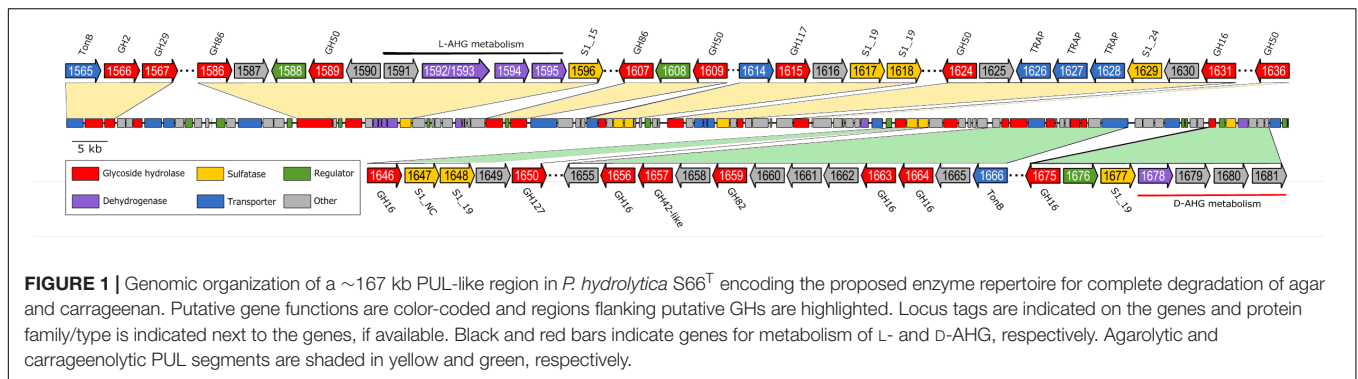 TonB GH2 GH29 GH86 GH50 L-AHG metabolism S1_15 GH86 GH50 GH117 S1_19 S1_19 GH50 TRAP TRAP TRAP S1_24 GH16 GH50
1565 1566 1567 1586 1587 1588 1589 1590 1591 1592/1593 1594 1595 1596 1607 1608 1609 1614 1615 1616 1617 1618 1624 1625 1626 1627 1628 1629 1630 1631 1636
5 kb
Glycoside hydrolase Sulfatase Regulator
Dehydrogenase Transporter Other
1646 1647 1648 1649 1650 1655 1656 1657 1658 1659 1660 1661 1662 1663 1664 1665 1666 1675 1676 1677 1678 1679 1680 1681
GH16 S1_NC S1_19 GH127 GH16 GH42-like GH82 GH16 GH16 TonB GH16 S1_19 D-AHG metabolism
FIGURE 1 | Genomic organization of a ∼167 kb PUL-like region in P. hydrolytica S66T encoding the proposed enzyme repertoire for complete degradation of agar
and carrageenan. Putative gene functions are color-coded and regions flanking putative GHs are highlighted. Locus tags are indicated on the genes and protein
family/type is indicated next to the genes, if available. Black and red bars indicate genes for metabolism of L- and D-AHG, respectively. Agarolytic and
carrageenolytic PUL segments are shaded in yellow and green, respectively.